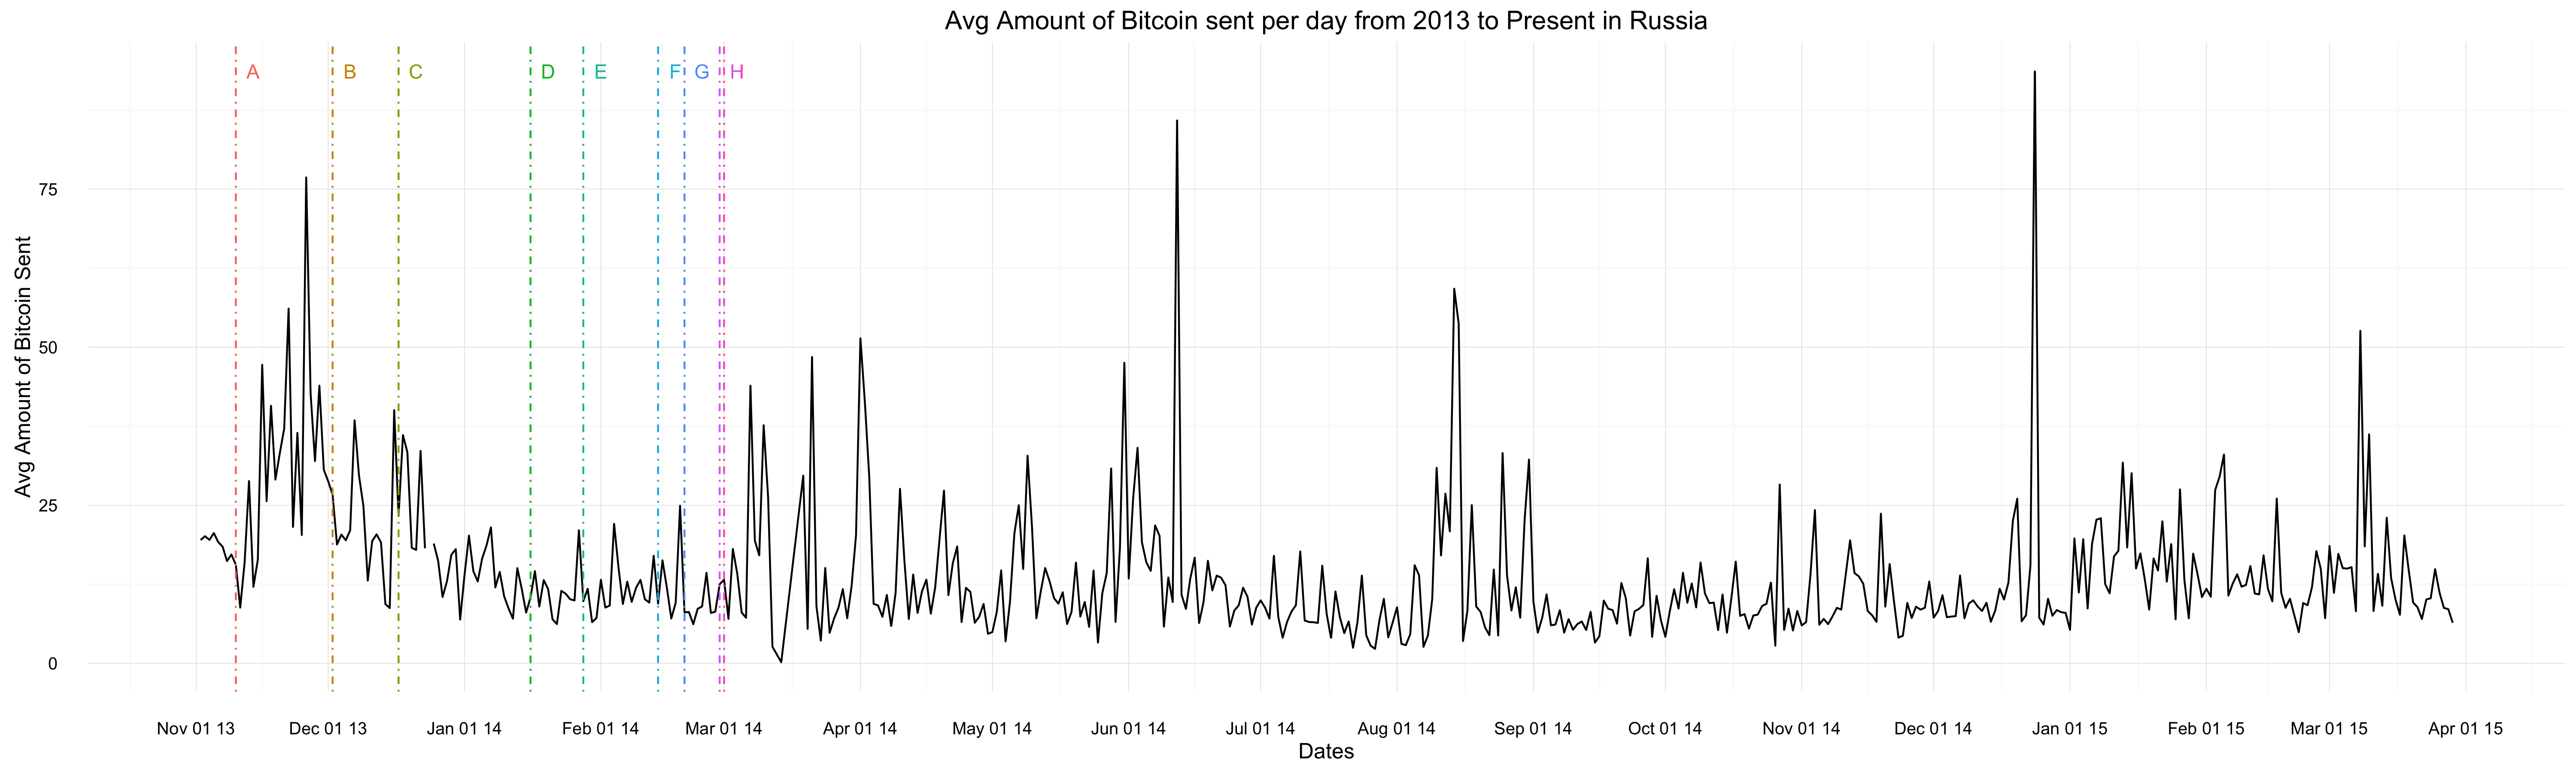 Avg Amount of Bitcoin sent per day from 2013 to Present in Russia
A B C D E F G H
75
50
25
0
Avg Amount of Bitcoin Sent
Nov 01 13 Dec 01 13 Jan 01 14 Feb 01 14 Mar 01 14 Apr 01 14 May 01 14 Jun 01 14 Jul 01 14 Aug 01 14 Sep 01 14 Oct 01 14 Nov 01 14 Dec 01 14 Jan 01 15 Feb 01 15 Mar 01 15 Apr 01 15
Dates